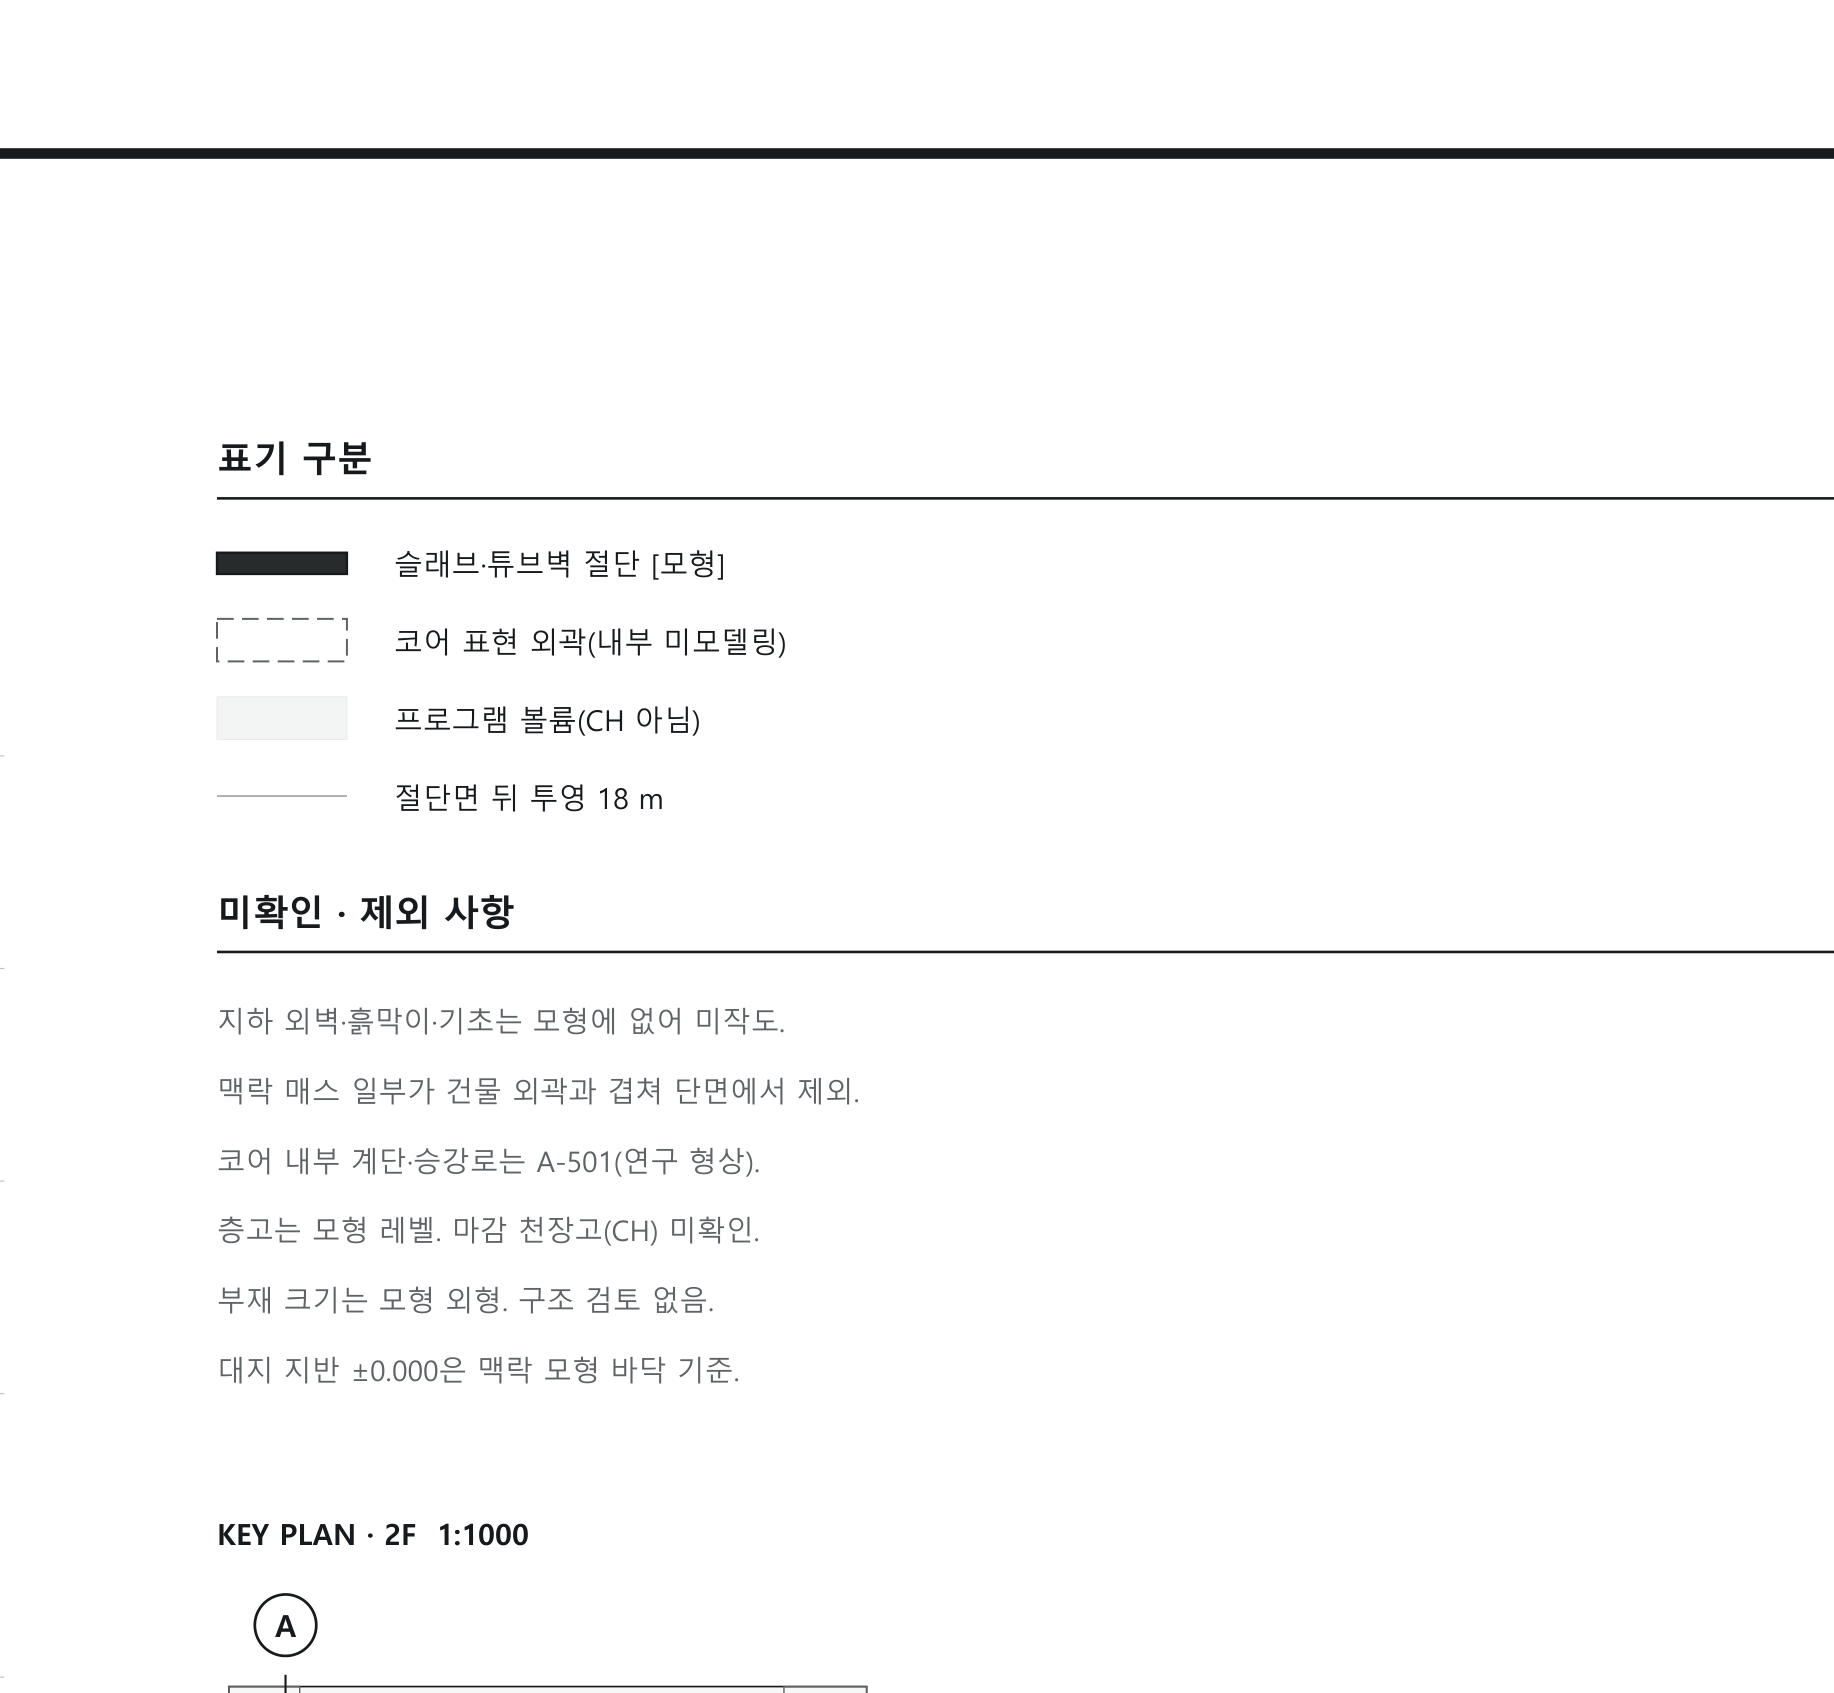 표기 구분
슬래브·튜브벽 절단 [모형]
코어 표현 외곽(내부 미모델링)
프로그램 볼륨(CH 아님)
절단면 뒤 투영 18 m
미확인 · 제외 사항
지하 외벽·흙막이·기초는 모형에 없어 미작도.
맥락 매스 일부가 건물 외곽과 겹쳐 단면에서 제외.
코어 내부 계단·승강로는 A-501(연구 형상).
층고는 모형 레벨. 마감 천장고(CH) 미확인.
부재 크기는 모형 외형. 구조 검토 없음.
대지 지반 ±0.000은 맥락 모형 바닥 기준.
KEY PLAN · 2F 1:1000
A